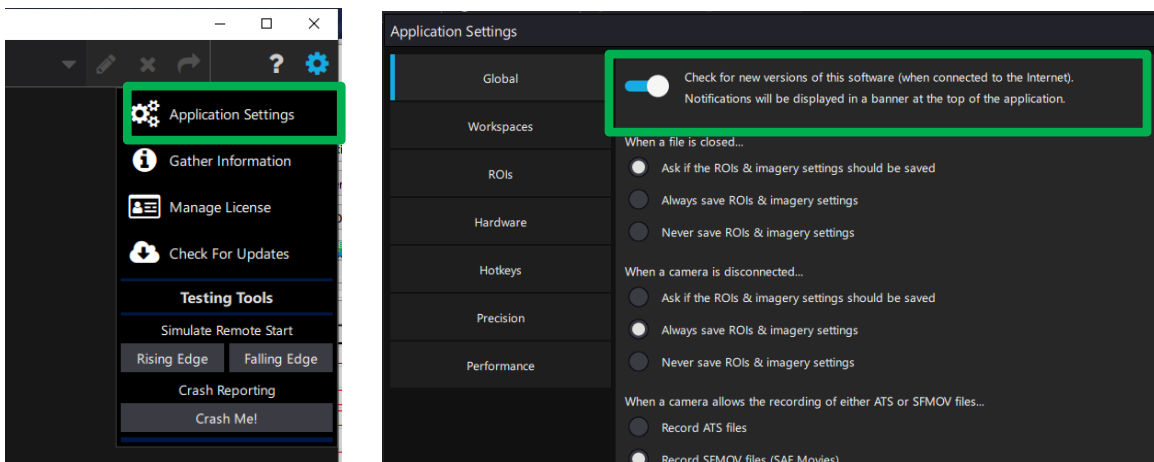 ?
Application Settings
Gather Information
Manage License
Check For Updates
Testing Tools
Simulate Remote Start
Rising Edge
Falling Edge
Crash Reporting
Crash Me!
Application Settings
Global
Workspaces
ROIs
Hardware
Hotkeys
Precision
Performance
Check for new versions of this software (when connected to the Internet).
Notifications will be displayed in a banner at the top of the application.
When a file is closed...
Ask if the ROIs & imagery settings should be saved
Always save ROIs & imagery settings
Never save ROIs & imagery settings
When a camera is disconnected...
Ask if the ROIs & imagery settings should be saved
Always save ROIs & imagery settings
Never save ROIs & imagery settings
When a camera allows the recording of either ATS or SFMOV files...
Record ATS files
Record SFMOV files (SAF Movies)